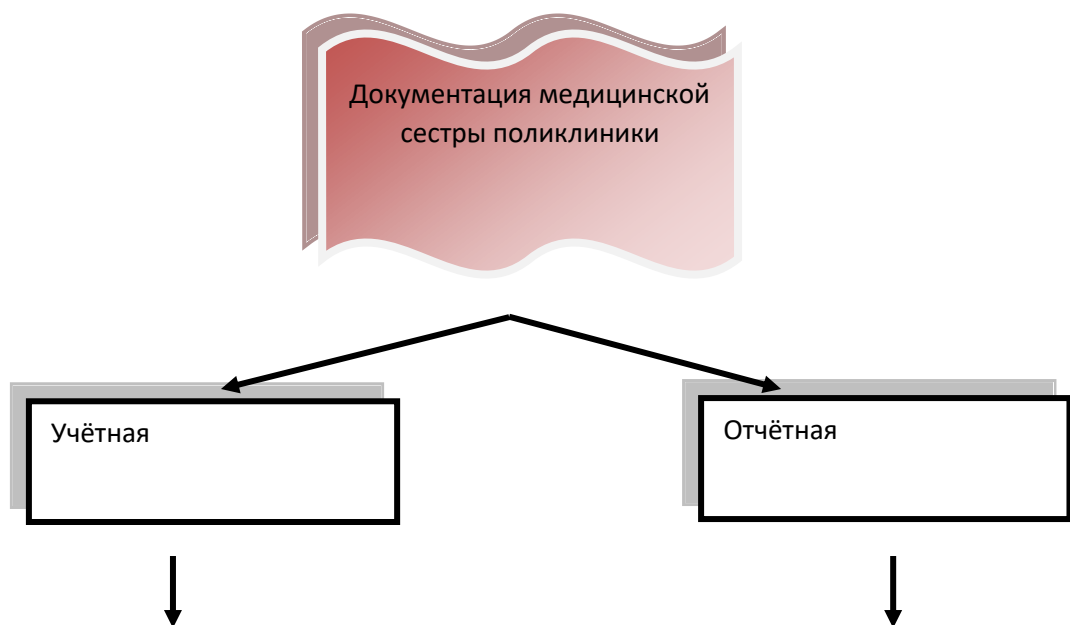 Документация медицинской
сестры поликлиники
Учётная
Отчётная